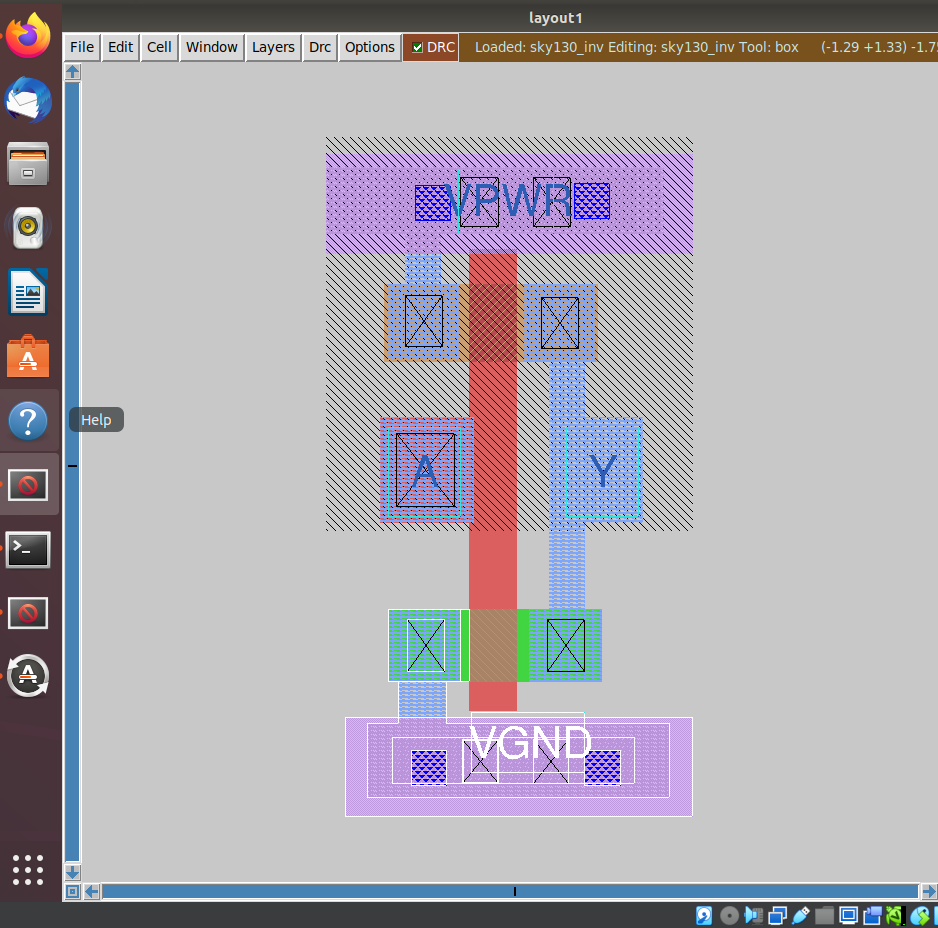 layout1
File Edit Cell Window Layers Drc Options DRC Loaded: sky130_inv Editing: sky130_inv Tool: box (-1.29 +1.33) -1.7
VPWR
Help
A Y
VGND